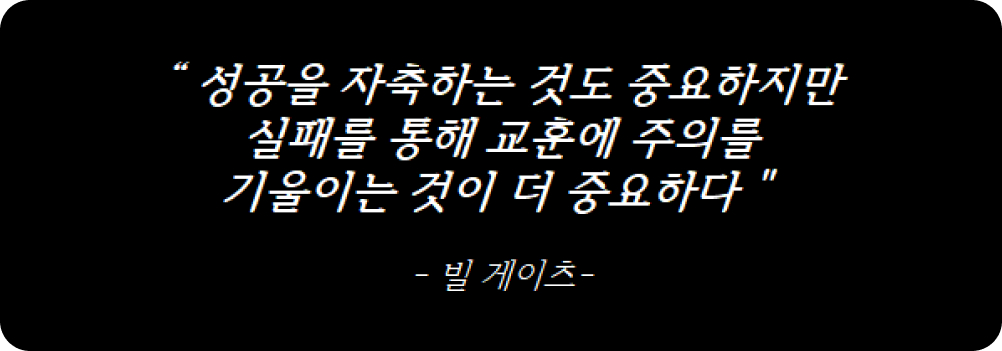 “ 성공을 자축하는 것도 중요하지만
실패를 통해 교훈에 주의를
기울이는 것이 더 중요하다 "
- 빌 게이츠-